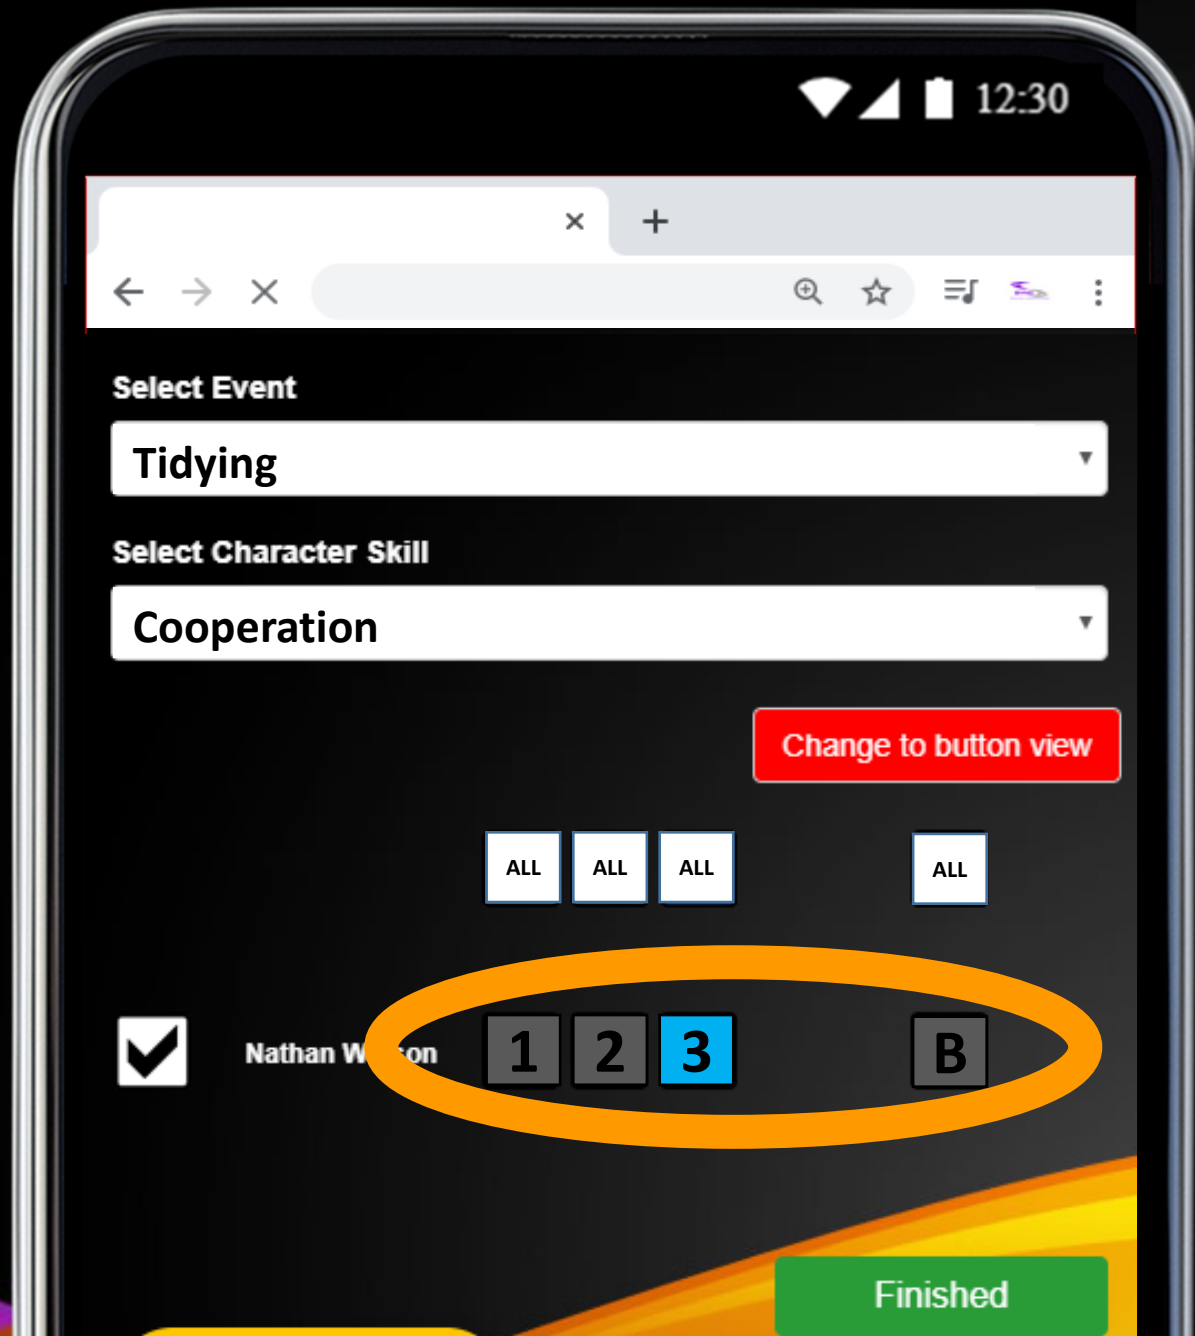 12:30
Select Event
Tidying
Select Character Skill
Cooperation
Change to button view
ALL ALL ALL ALL
Nathan 1 2 3 B
Finished